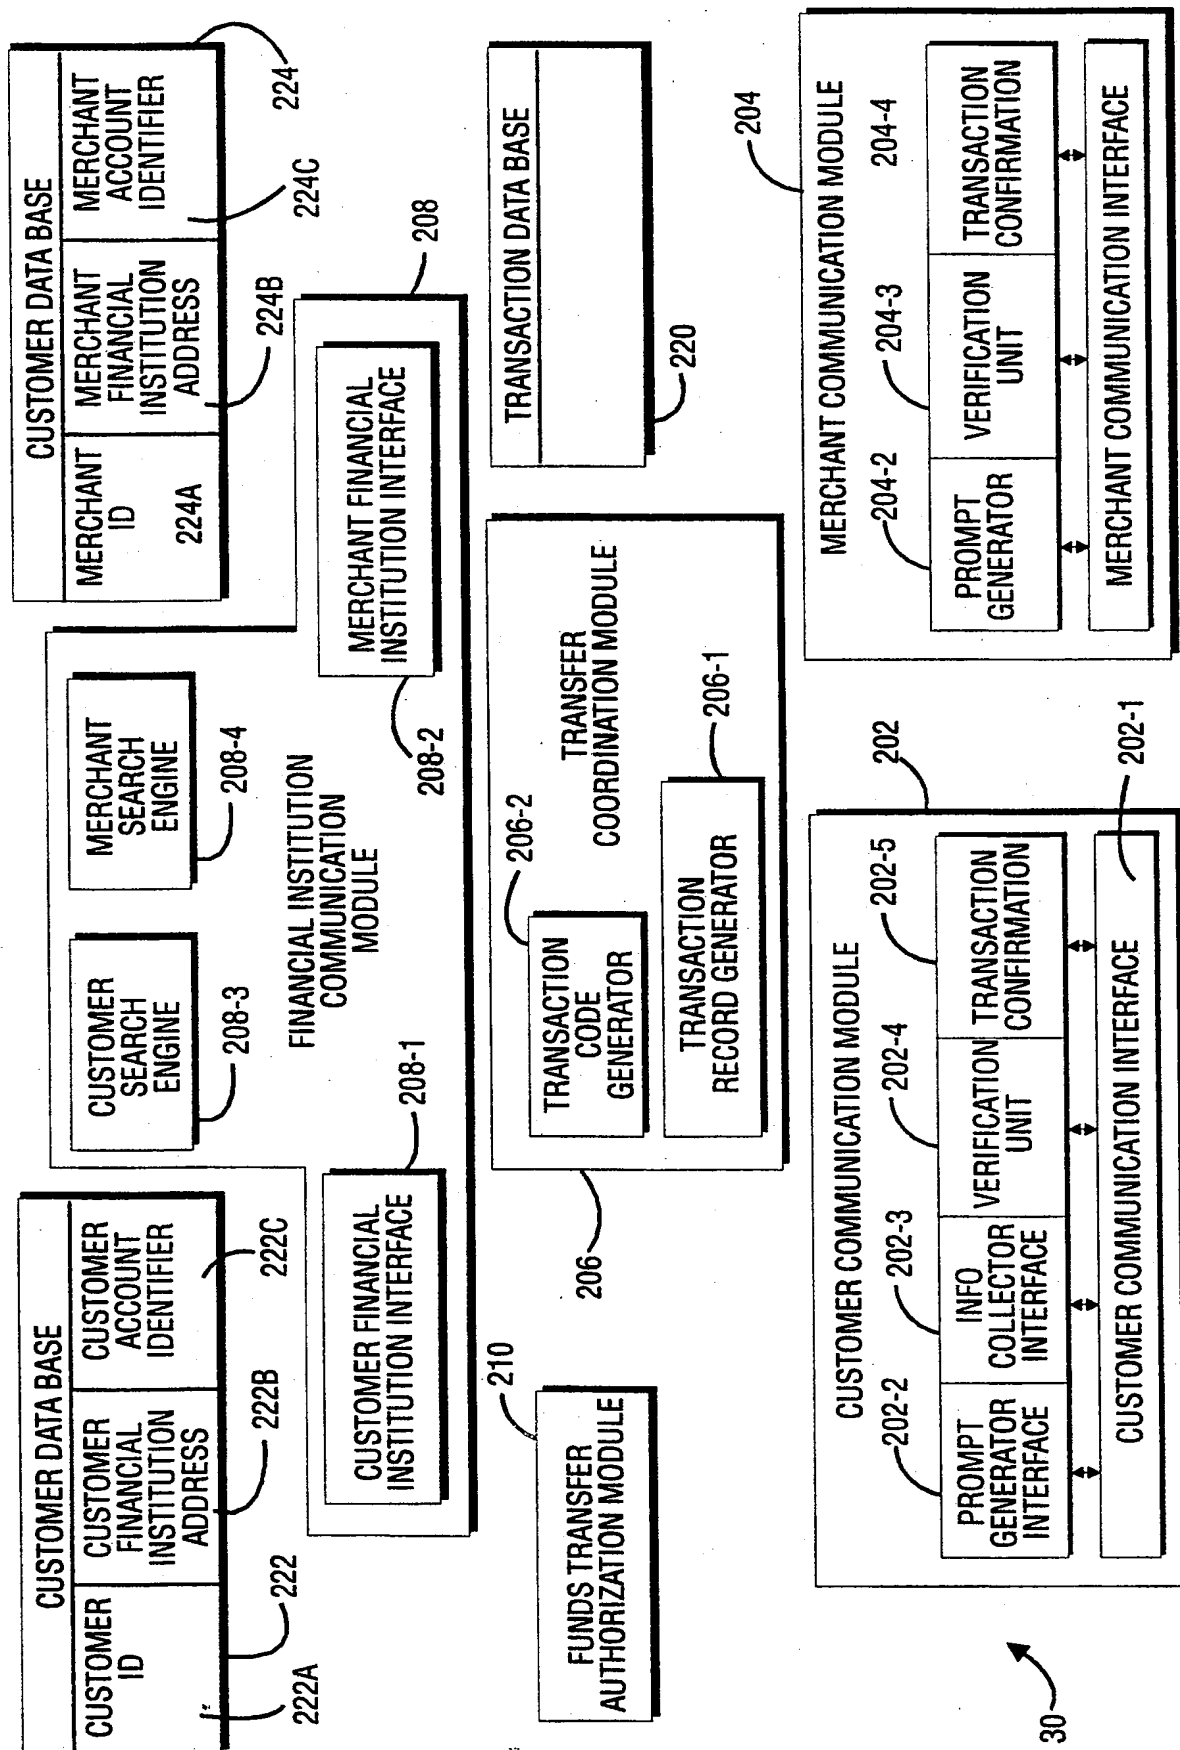 CUSTOMER DATA BASE
CUSTOMER
ID
CUSTOMER
FINANCIAL
INSTITUTION
ADDRESS
CUSTOMER
ACCOUNT
IDENTIFIER
222A
222
222B
222C
CUSTOMER
SEARCH
ENGINE
208-3
MERCHANT
SEARCH
ENGINE
208-4
FINANCIAL INSTITUTION
COMMUNICATION
MODULE
CUSTOMER FINANCIAL
INSTITUTION INTERFACE
208-1
MERCHANT FINANCIAL
INSTITUTION INTERFACE
208-2
208
CUSTOMER DATA BASE
MERCHANT
ID
224A
MERCHANT
FINANCIAL
INSTITUTION
ADDRESS
MERCHANT
ACCOUNT
IDENTIFIER
224B
224C
224
210
FUNDS TRANSFER
AUTHORIZATION MODULE
206
TRANSACTION
CODE
GENERATOR
206-2
TRANSFER
COORDINATION MODULE
TRANSACTION
RECORD GENERATOR
206-1
TRANSACTION DATA BASE
220
30
CUSTOMER COMMUNICATION MODULE
202
202-2
202-3
202-4
202-5
PROMPT
GENERATOR
INTERFACE
INFO
COLLECTOR
INTERFACE
VERIFICATION
UNIT
TRANSACTION
CONFIRMATION
CUSTOMER COMMUNICATION INTERFACE
202-1
MERCHANT COMMUNICATION MODULE
204
204-2
204-3
204-4
PROMPT
GENERATOR
VERIFICATION
UNIT
TRANSACTION
CONFIRMATION
MERCHANT COMMUNICATION INTERFACE